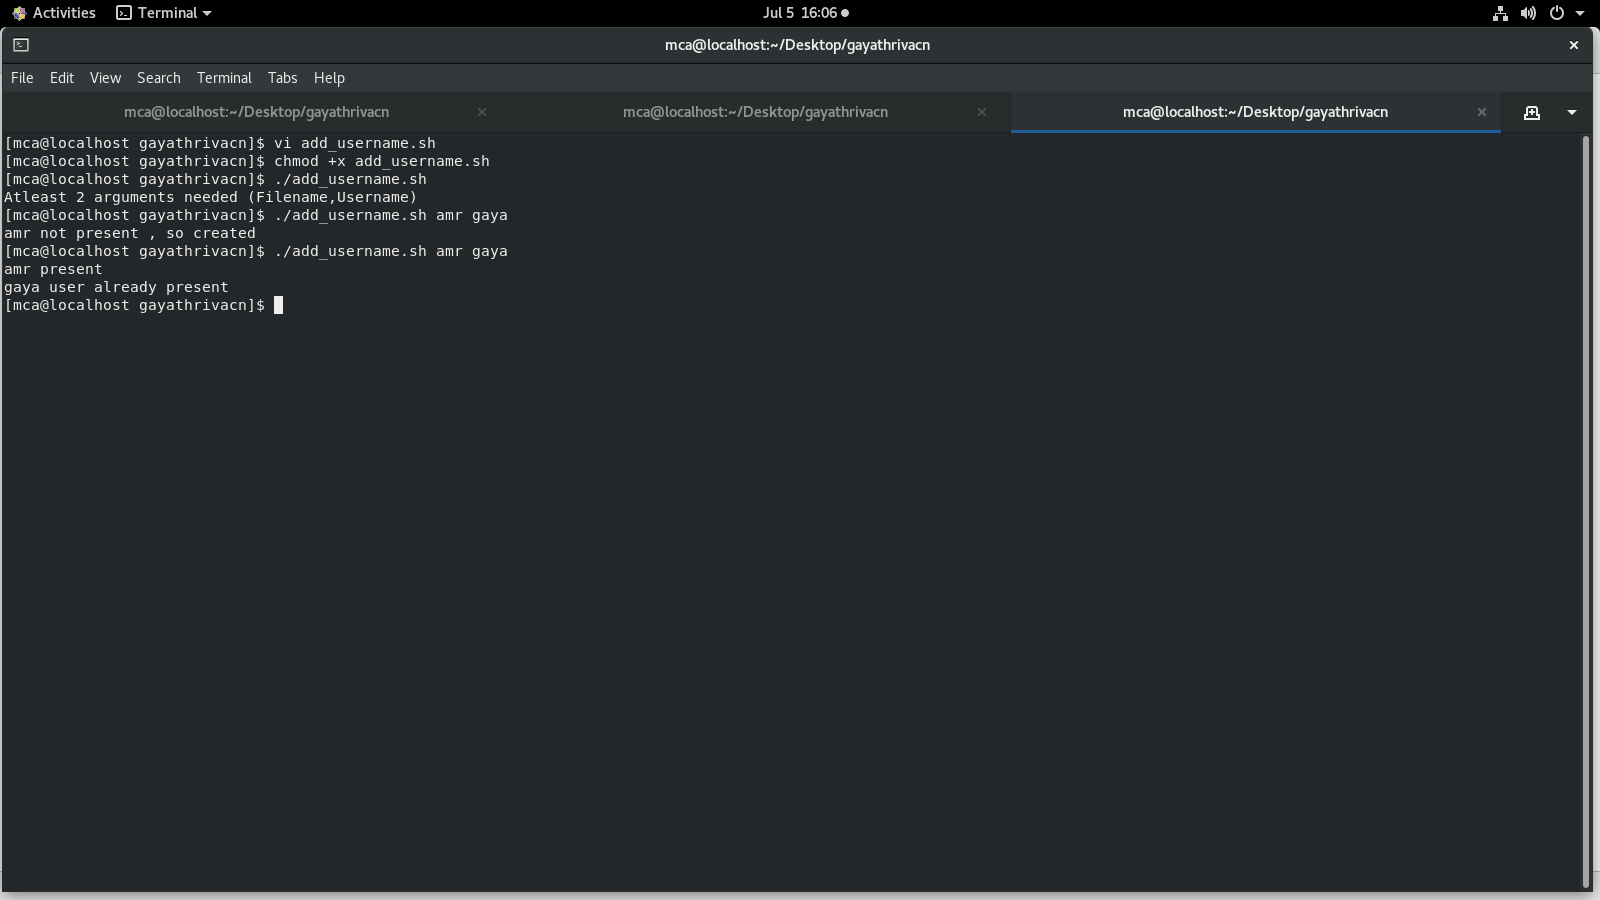 Activities Terminal Jul 5 16:06
mca@localhost:~/Desktop/gayathrivacn
File Edit View Search Terminal Tabs Help
mca@localhost:~/Desktop/gayathrivacn mca@localhost:~/Desktop/gayathrivacn mca@localhost:~/Desktop/gayathrivacn
[mca@localhost gayathrivacn]$ vi add_username.sh
[mca@localhost gayathrivacn]$ chmod +x add_username.sh
[mca@localhost gayathrivacn]$ ./add_username.sh
Atleast 2 arguments needed (Filename,Username)
[mca@localhost gayathrivacn]$ ./add_username.sh amr gaya
amr not present , so created
[mca@localhost gayathrivacn]$ ./add_username.sh amr gaya
amr present
gaya user already present
[mca@localhost gayathrivacn]$